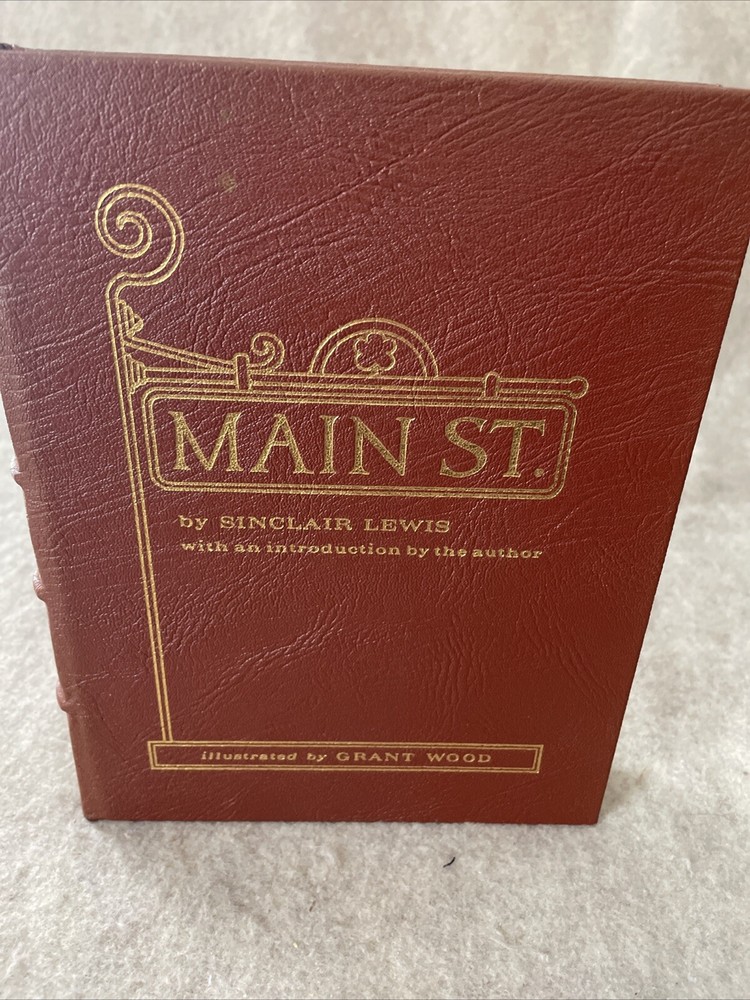 MAIN ST.
by SINCLAIR LEWIS
with an introduction by the author
illustrated by GRANT WOOD